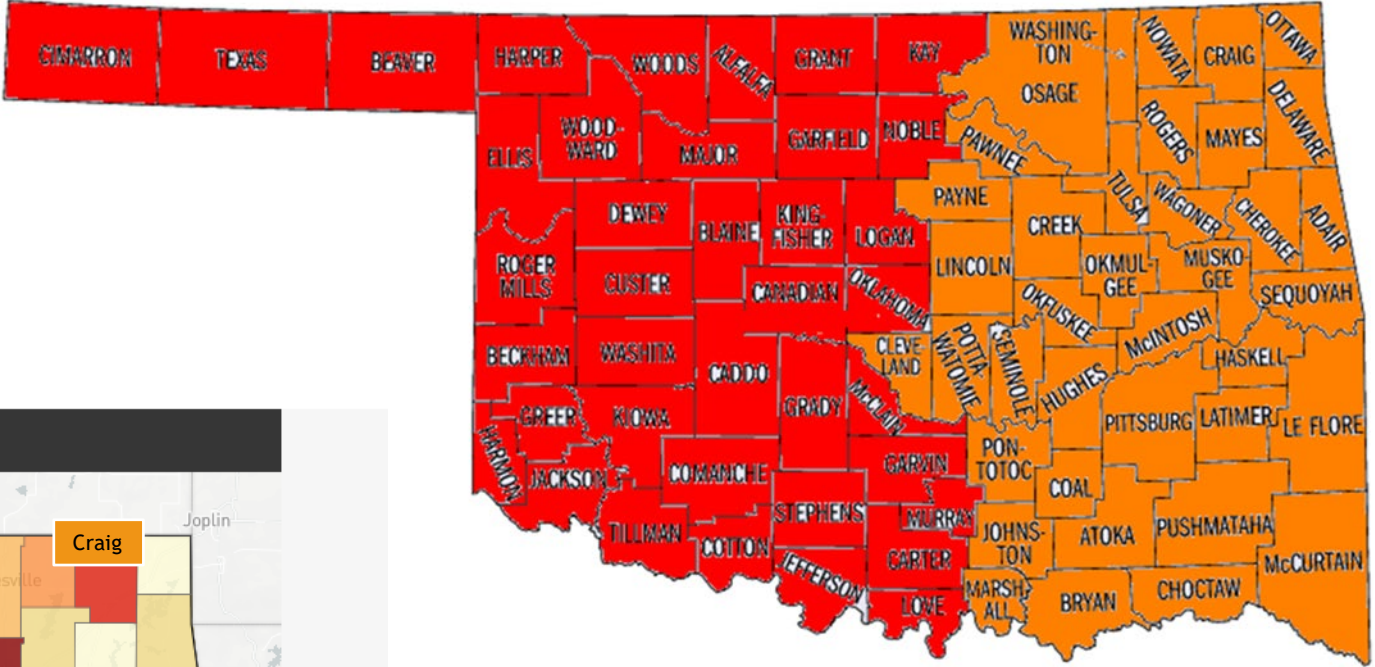 CIMARRON
TEXAS
BEAVER
HARPER
WOODS
ALFALFA
GRANT
KAY
WASHING-
TON
OSAGE
NOWATA
CRAIG
OTTAWA
ELLIS
WOOD-
WARD
MAJOR
GARFIELD
NOBLE
PAWNEE
ROGERS
MAYES
DELAWARE
DEWEY
BLAINE
KING-
FISHER
LOGAN
PAYNE
CREEK
TULSA
WAGONER
CHEROKEE
ADAIR
ROGER
MILLS
CUSTER
CANADIAN
OKLAHOMA
LINCOLN
OKMUL-
GEE
MUSKO-
GEE
SEQUOYAH
OKFUSKEE
McINTOSH
BECKHAM
WASHITA
CADDO
GRADY
McCLAIN
CLEVE-
LAND
POTTA-
WATOMIE
SEMINOLE
HUGHES
HASKELL
PITTSBURG
LATIMER
LE FLORE
GREER
KIOWA
HARMON
JACKSON
COMANCHE
GARVIN
PON-
TOTOC
COAL
TILLMAN
COTTON
STEPHENS
MURRAY
JOHNS-
TON
ATOKA
PUSHMATAHA
McCURTAIN
JEFFERSON
CARTER
LOVE
MARSH-
ALL
BRYAN
CHOCTAW
Joplin
Craig
esville